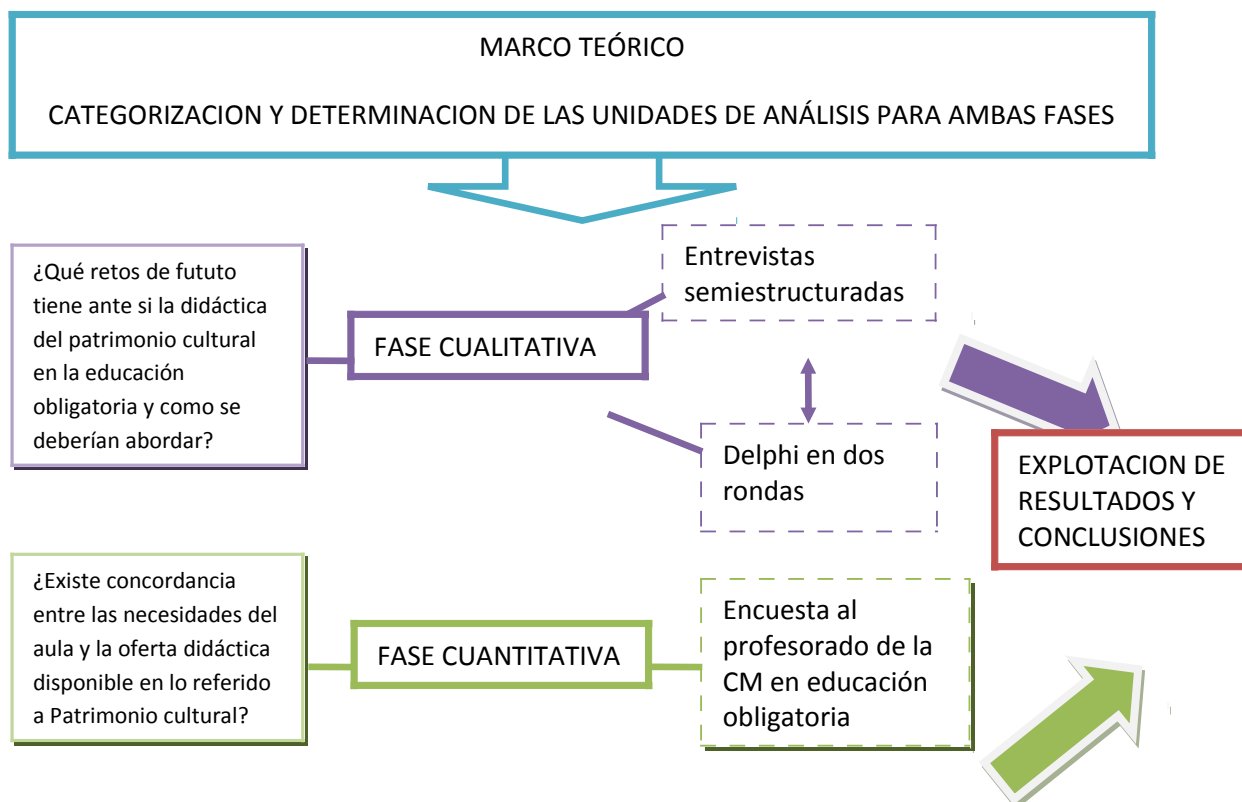 MARCO TEÓRICO
CATEGORIZACION Y DETERMINACION DE LAS UNIDADES DE ANÁLISIS PARA AMBAS FASES
¿Qué retos de fututo
tiene ante si la didáctica
del patrimonio cultural
en la educación
obligatoria y como se
deberían abordar?
FASE CUALITATIVA
Entrevistas
semiestructuradas
Delphi en dos
rondas
EXPLOTACION DE
RESULTADOS Y
CONCLUSIONES
¿Existe concordancia
entre las necesidades del
aula y la oferta didáctica
disponible en lo referido
a Patrimonio cultural?
FASE CUANTITATIVA
Encuesta al
profesorado de la
CM en educación
obligatoria